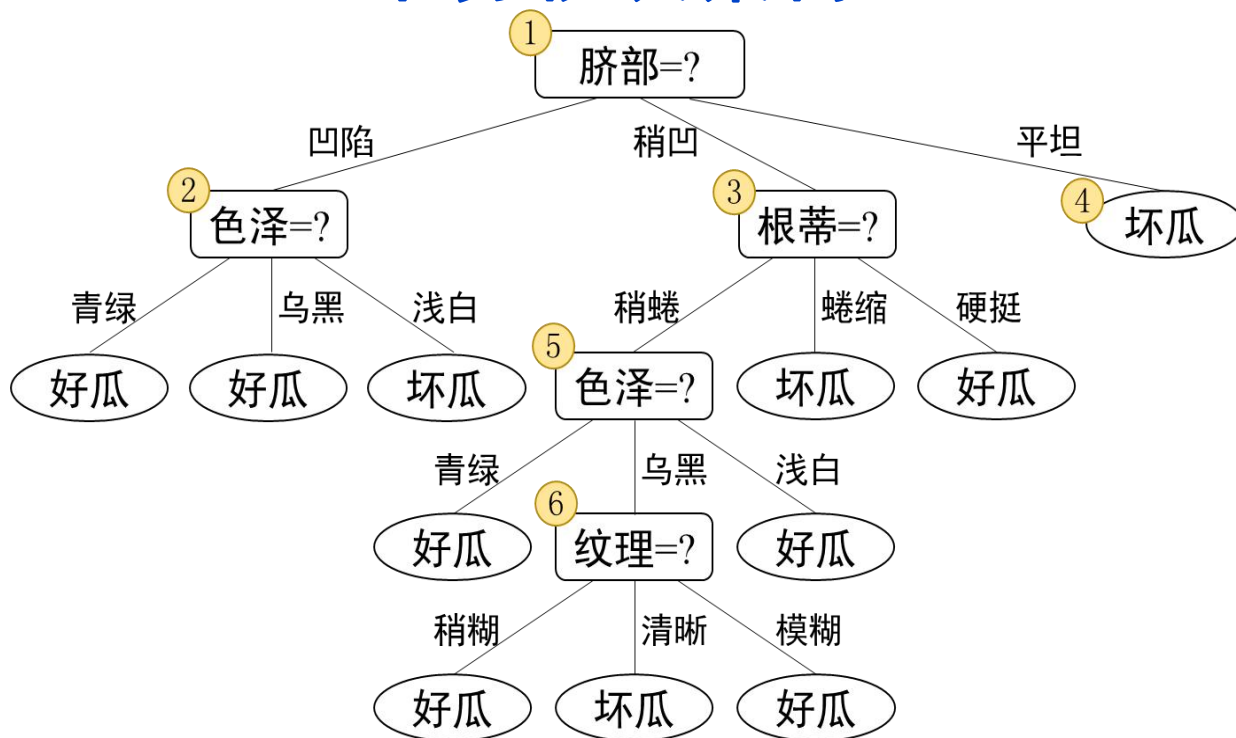 ① 脐部=?
凹陷 稍凹 平坦
② 色泽=? ③ 根蒂=? ④ 坏瓜
青绿 乌黑 浅白 稍蜷 蜷缩 硬挺
好瓜 好瓜 坏瓜 ⑤ 色泽=? 坏瓜 好瓜
青绿 乌黑 浅白
好瓜 ⑥ 纹理=? 好瓜
稍糊 清晰 模糊
好瓜 坏瓜 好瓜